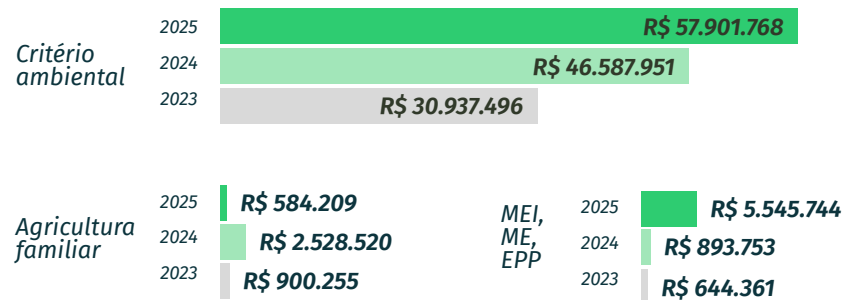 Critério
ambiental
2025
R$ 57.901.768
2024
R$ 46.587.951
2023
R$ 30.937.496
Agricultura
familiar
2025
R$ 584.209
2024
R$ 2.528.520
2023
R$ 900.255
MEI,
ME,
EPP
2025
R$ 5.545.744
2024
R$ 893.753
2023
R$ 644.361